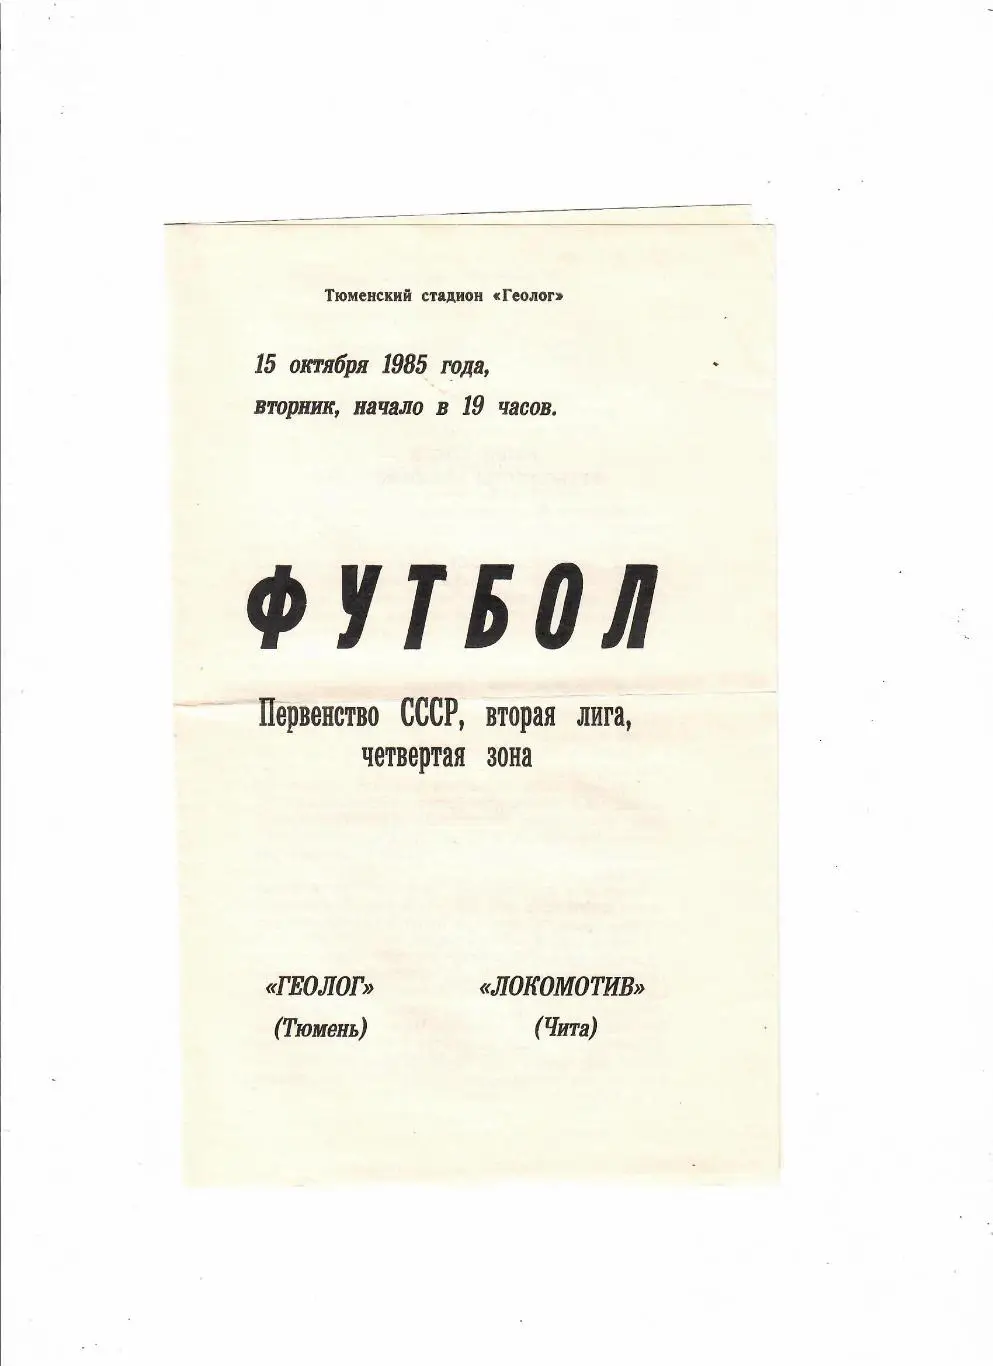 Тюменский стадион «Геолог»
15 октября 1985 года,
вторник, начало в 19 часов.
ФУТБОЛ
Первенство СССР, вторая лига,
четвертая зона
«ГЕОЛОГ» «ЛОКОМОТИВ»
(Тюмень) (Чита)